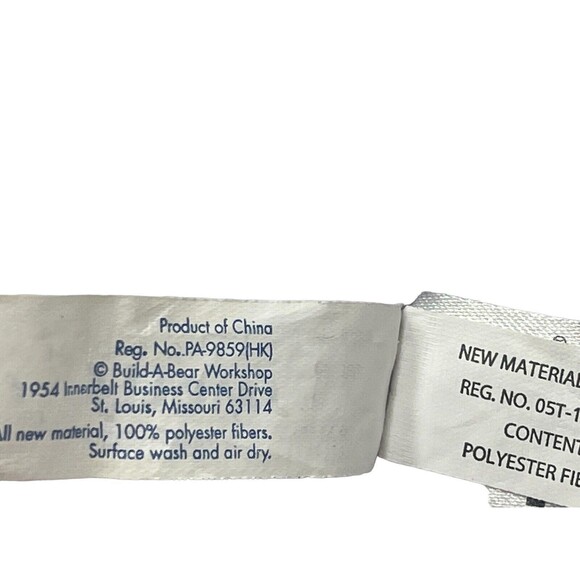 Product of China
Reg. No..PA-9859(HK)
© Build-A-Bear Workshop
1954 Innerbelt Business Center Drive
St. Louis, Missouri 63114
All new material, 100% polyester fibers.
Surface wash and air dry.
NEW MATERIAL
REG. NO. 05T-1
CONTENT
POLYESTER FIB